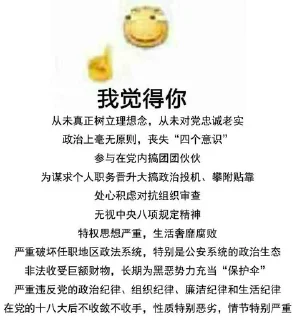 我觉得你
从未真正树立理想念，从未对党忠诚老实
政治上毫无原则，丧失“四个意识”
参与在党内搞团团伙伙
为谋求个人职务晋升大搞政治投机、攀附贴靠
处心积虑对抗组织审查
无视中央八项规定精神
特权思想严重，生活奢靡腐败
严重破坏任职地区政法系统，特别是公安系统的政治生态
非法收受巨额财物，长期为黑恶势力充当“保护伞”
严重违反党的政治纪律、组织纪律、廉洁纪律和生活纪律
在党的十八大后不收敛不收手，性质特别恶劣，情节特别严重